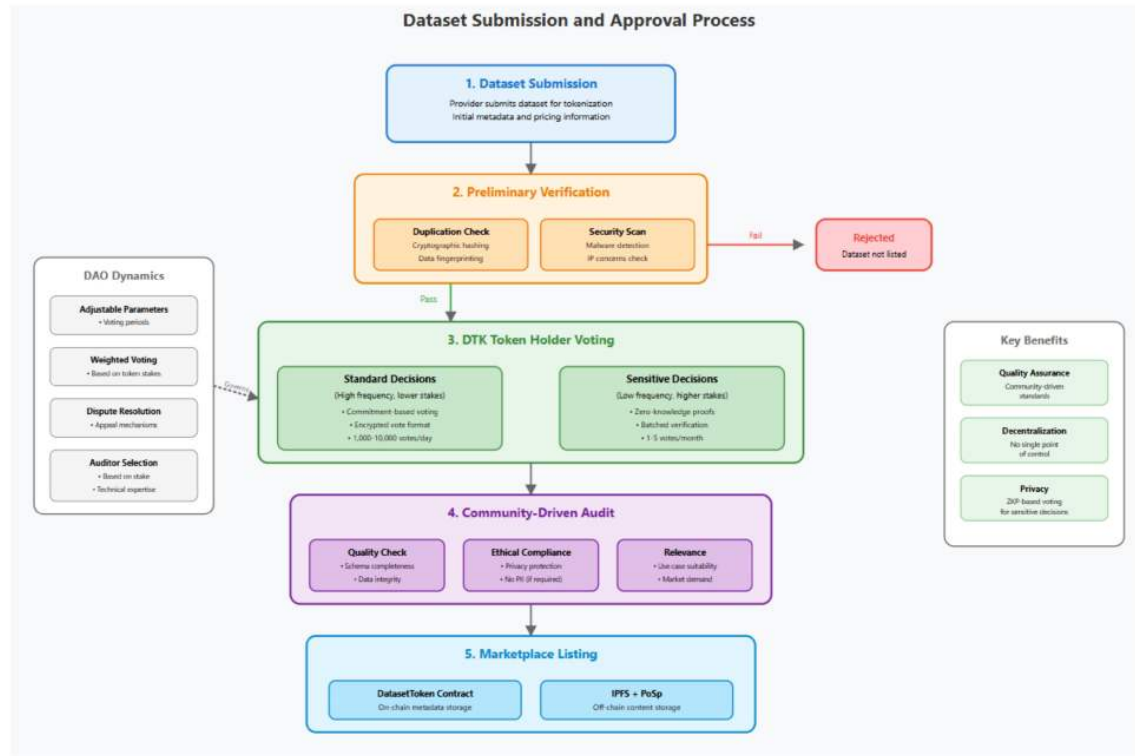 Dataset Submission and Approval Process
1. Dataset Submission
Provider submits dataset for tokenization
Initial metadata and pricing information
2. Preliminary Verification
Duplication Check
Cryptographic hashing
Data fingerprinting
Security Scan
Malware detection
IP concerns check
Fail
Rejected
Dataset not listed
Pass
DAO Dynamics
Adjustable Parameters
• Voting periods
Weighted Voting
• Based on token stakes
Dispute Resolution
• Appeal mechanisms
Auditor Selection
• Based on stake
• Technical expertise
3. DTK Token Holder Voting
Standard Decisions
(High frequency, lower stakes)
• Commitment-based voting
• Encrypted vote format
• 1,000-10,000 votes/day
Sensitive Decisions
(Low frequency, higher stakes)
• Zero-knowledge proofs
• Batched verification
• 1-5 votes/month
Key Benefits
Quality Assurance
Community-driven
standards
Decentralization
No single point
of control
Privacy
ZKP-based voting
for sensitive decisions
4. Community-Driven Audit
Quality Check
• Schema completeness
• Data integrity
Ethical Compliance
• Privacy protection
• No PII (if required)
Relevance
• Use case suitability
• Market demand
5. Marketplace Listing
DatasetToken Contract
On-chain metadata storage
IPFS + PoSp
Off-chain content storage